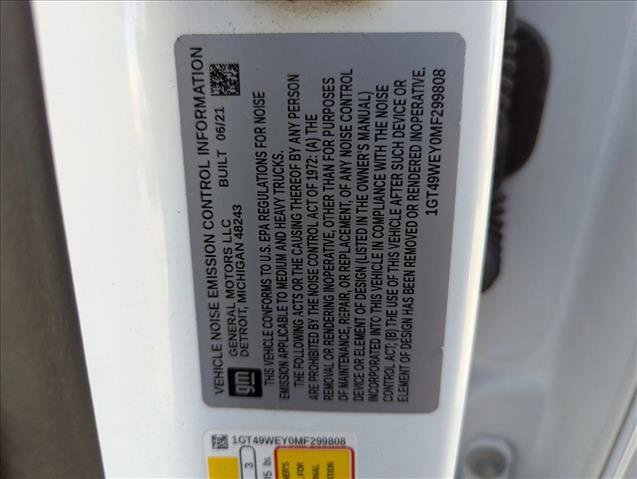 VEHICLE NOISE EMISSION CONTROL INFORMATION
GENERAL MOTORS LLC BUILT 06/21
DETROIT, MICHIGAN 48243
gm
THIS VEHICLE CONFORMS TO U.S. EPA REGULATIONS FOR NOISE
EMISSION APPLICABLE TO MEDIUM AND HEAVY TRUCKS.
THE FOLLOWING ACTS OR THE CAUSING THEREOF BY ANY PERSON
ARE PROHIBITED BY THE NOISE CONTROL ACT OF 1972: (A) THE
REMOVAL OR RENDERING INOPERATIVE, OTHER THAN FOR PURPOSES
OF MAINTENANCE, REPAIR, OR REPLACEMENT, OF ANY NOISE CONTROL
DEVICE OR ELEMENT OF DESIGN (LISTED IN THE OWNER'S MANUAL)
INCORPORATED INTO THIS VEHICLE IN COMPLIANCE WITH THE NOISE
CONTROL ACT; (B) THE USE OF THIS VEHICLE AFTER SUCH DEVICE OR
ELEMENT OF DESIGN HAS BEEN REMOVED OR RENDERED INOPERATIVE.
1GT49WEY0MF299808
1GT49WEY0MF299808
3
lbs